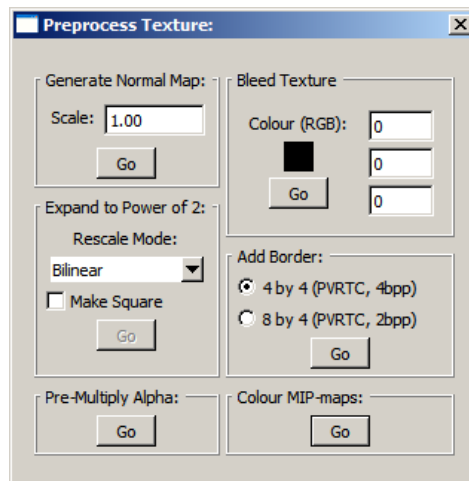 Preprocess Texture:
Generate Normal Map:
Scale: 1.00
Go
Expand to Power of 2:
Rescale Mode:
Bilinear
Make Square
Go
Pre-Multiply Alpha:
Go
Bleed Texture
Colour (RGB): 0
0
Go
0
Add Border:
4 by 4 (PVRTC, 4bpp)
8 by 4 (PVRTC, 2bpp)
Go
Colour MIP-maps:
Go